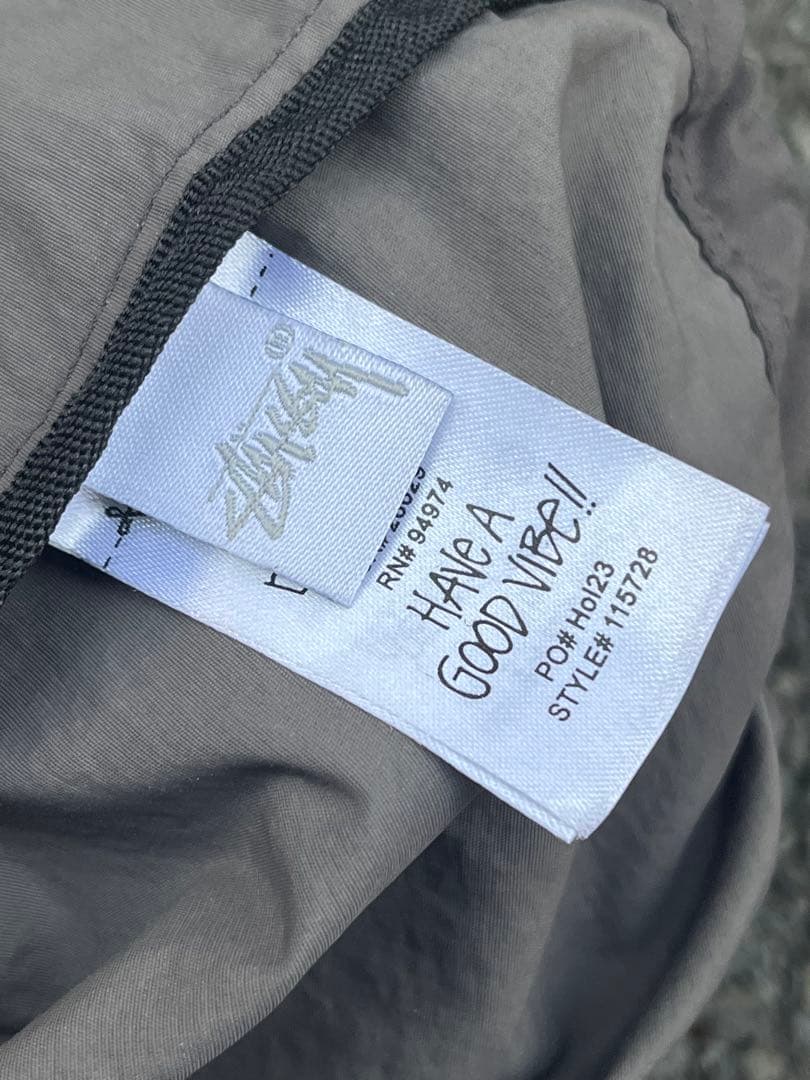 Stüssy
RN# 94974
HAVE A
GOOD VIBE!!
PO# Hol23
STYLE# 115728